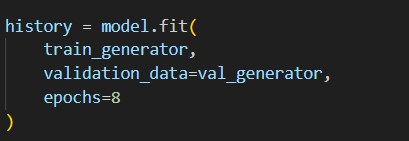 history = model.fit(
    train_generator,
    validation_data=val_generator,
    epochs=8
)